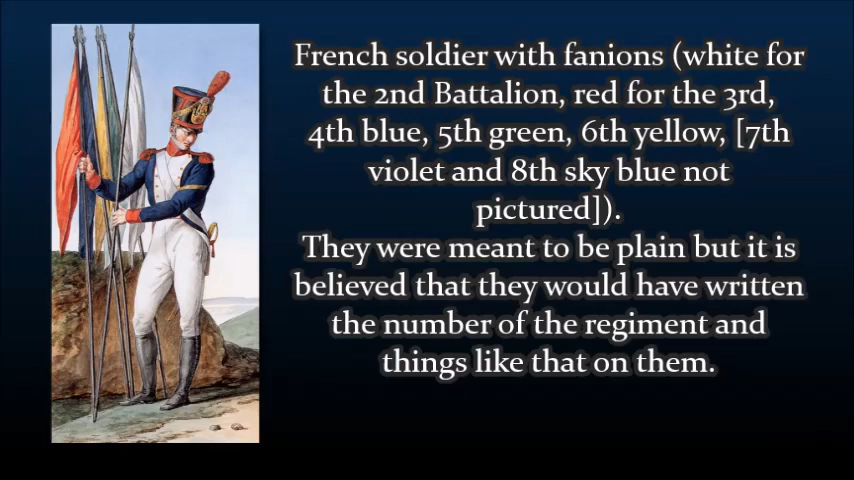 French soldier with fanions (white for
the 2nd Battalion, red for the 3rd,
4th blue, 5th green, 6th yellow, [7th
violet and 8th sky blue not
pictured]).
They were meant to be plain but it is
believed that they would have written
the number of the regiment and
things like that on them.